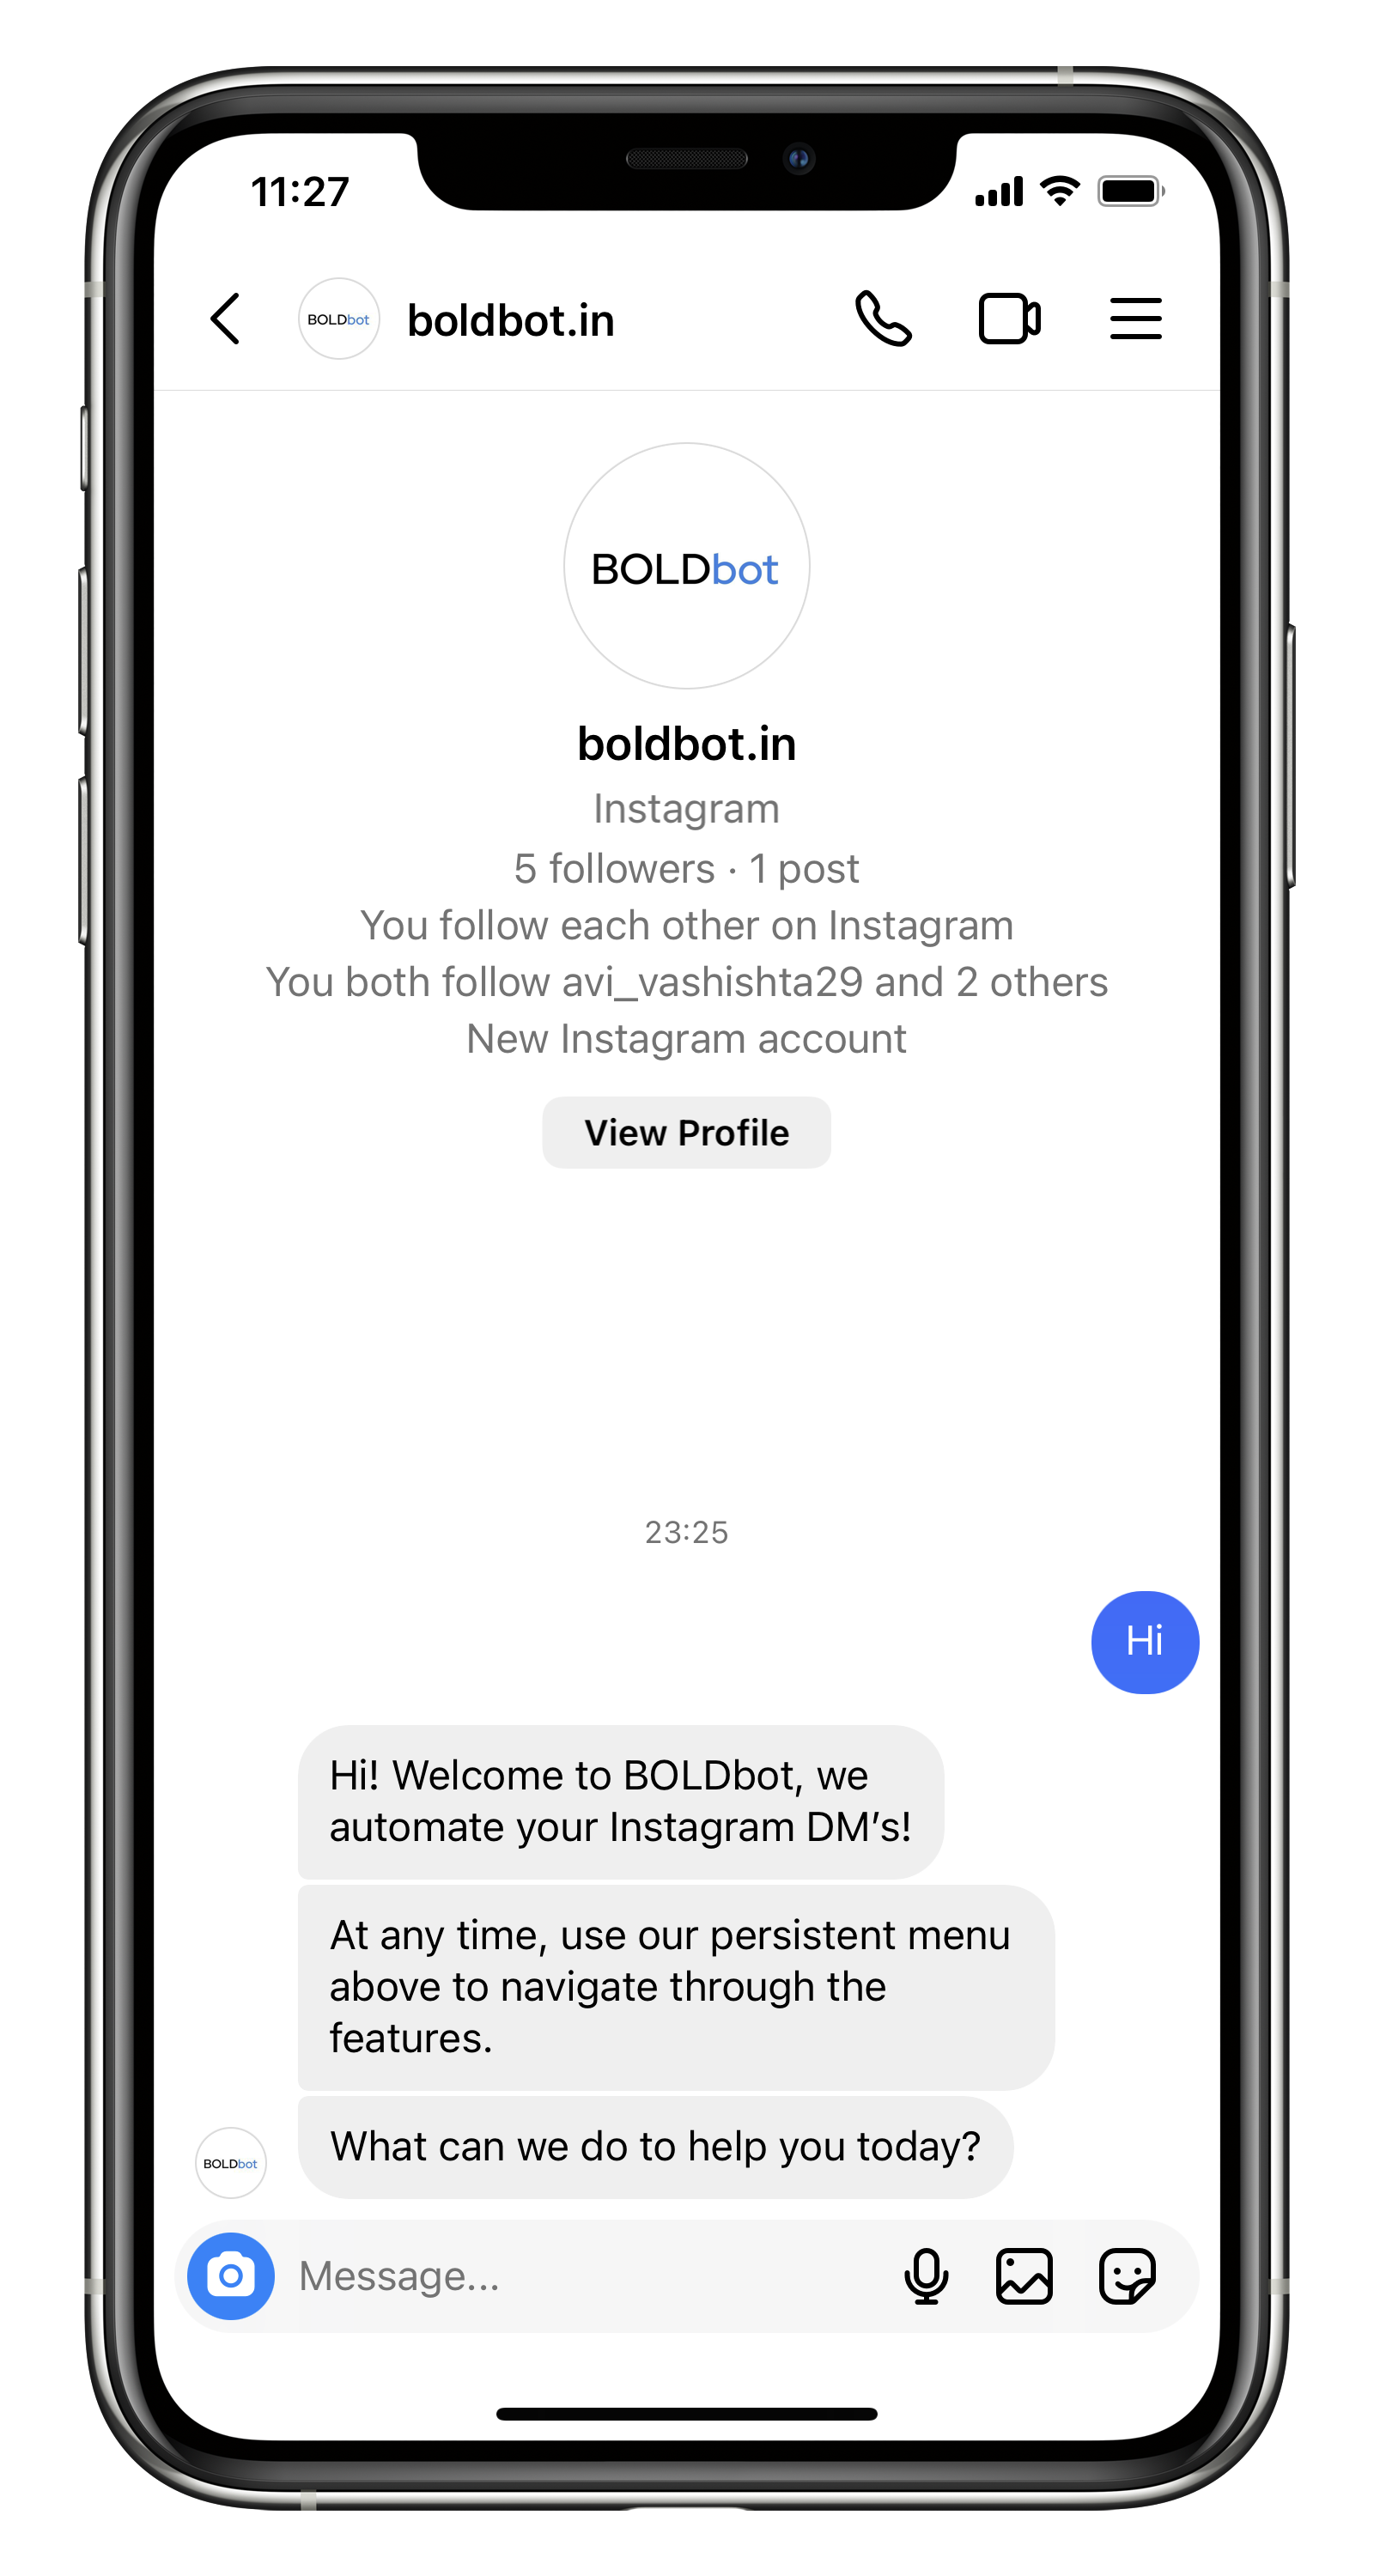 11:27
BOLDbot
boldbot.in
BOLDbot
boldbot.in
Instagram
5 followers · 1 post
You follow each other on Instagram
You both follow avi_vashishta29 and 2 others
New Instagram account
View Profile
23:25
Hi
Hi! Welcome to BOLDbot, we
automate your Instagram DM’s!
At any time, use our persistent menu
above to navigate through the
features.
What can we do to help you today?
BOLDbot
Message...